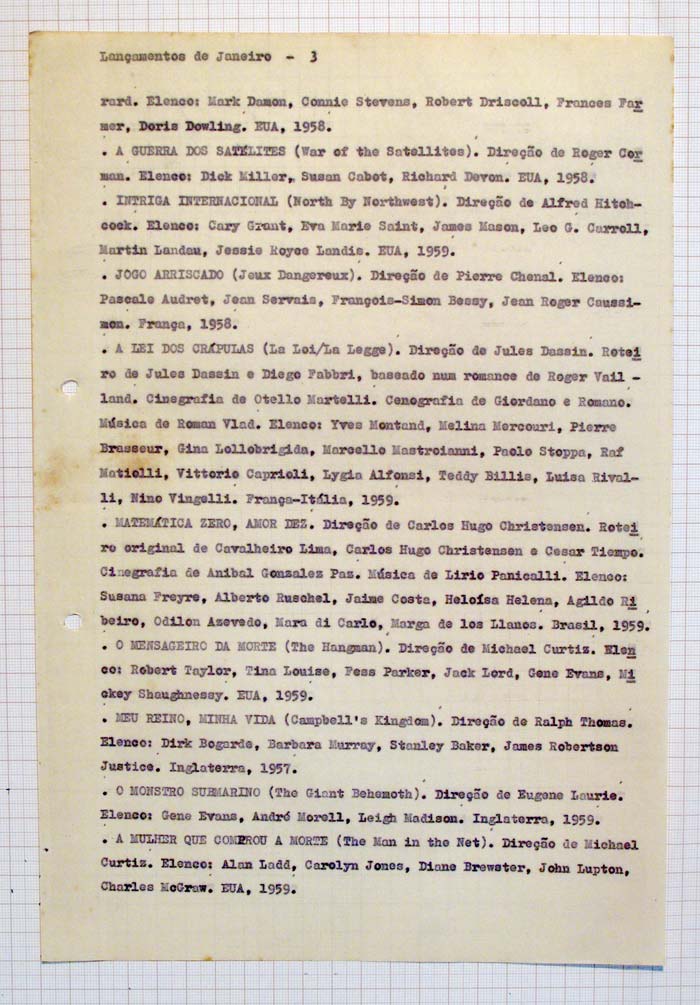 Lançamentos de Janeiro - 3
rard. Elenco: Mark Damon, Connie Stevens, Robert Driscoll, Frances Far
mer, Doris Dowling. EUA, 1958.
. A GUERRA DOS SATÉLITES (War of the Satellites). Direção de Roger Cor
man. Elenco: Dick Miller, Susan Cabot, Richard Devon. EUA, 1958.
. INTRIGA INTERNACIONAL (North By Northwest). Direção de Alfred Hitch-
cock. Elenco: Cary Grant, Eva Marie Saint, James Mason, Leo G. Carroll,
Martin Landau, Jessie Royce Landis. EUA, 1959.
. JOGO ARRISCADO (Jeux Dangereux). Direção de Pierre Chenal. Elenco:
Pascale Audret, Jean Servais, François-Simon Bessy, Jean Roger Caussi-
mon. França, 1958.
. A LEI DOS CRÁPULAS (La Loi/La Legge). Direção de Jules Dassin. Rotei
ro de Jules Dassin e Diego Fabbri, baseado num romance de Roger Vail -
land. Cinegrafia de Otello Martelli. Cenografia de Giordano e Romano.
Música de Roman Vlad. Elenco: Yves Montand, Melina Mercouri, Pierre
Brasseur, Gina Lollobrigida, Marcello Mastroianni, Paolo Stoppa, Raf
Matiolli, Vittorio Caprioli, Lygia Alfonsi, Teddy Billis, Luisa Rival-
li, Nino Vingelli. França-Itália, 1959.
. MATEMÁTICA ZERO, AMOR DEZ. Direção de Carlos Hugo Christensen. Rotei
ro original de Cavalheiro Lima, Carlos Hugo Christensen e Cesar Tiempo.
Cinegrafia de Anibal Gonzalez Paz. Música de Lirio Panicalli. Elenco:
Susana Freyre, Alberto Ruschel, Jaime Costa, Heloísa Helena, Agildo Ri
beiro, Odilon Azevedo, Mara di Carlo, Marga de los Llanos. Brasil, 1959.
. O MENSAGEIRO DA MORTE (The Hangman). Direção de Michael Curtiz. Elen
co: Robert Taylor, Tina Louise, Fess Parker, Jack Lord, Gene Evans, Mi
ckey Shaughnessy. EUA, 1959.
. MEU REINO, MINHA VIDA (Campbell's Kingdom). Direção de Ralph Thomas.
Elenco: Dirk Bogarde, Barbara Murray, Stanley Baker, James Robertson
Justice. Inglaterra, 1957.
. O MONSTRO SUBMARINO (The Giant Behemoth). Direção de Eugene Laurie.
Elenco: Gene Evans, André Morell, Leigh Madison. Inglaterra, 1959.
. A MULHER QUE COMPROU A MORTE (The Man in the Net). Direção de Michael
Curtiz. Elenco: Alan Ladd, Carolyn Jones, Diane Brewster, John Lupton,
Charles McGraw. EUA, 1959.